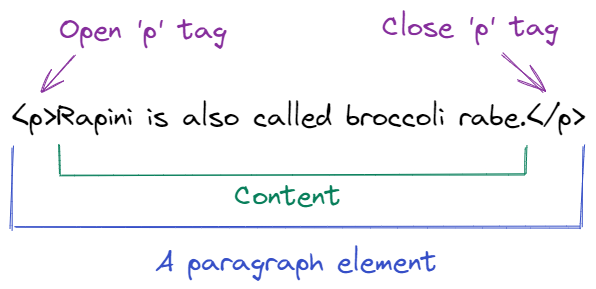 Open 'p' tag
Close 'p' tag
<p>Rapini is also called broccoli rabe.</p>
Content
A paragraph element